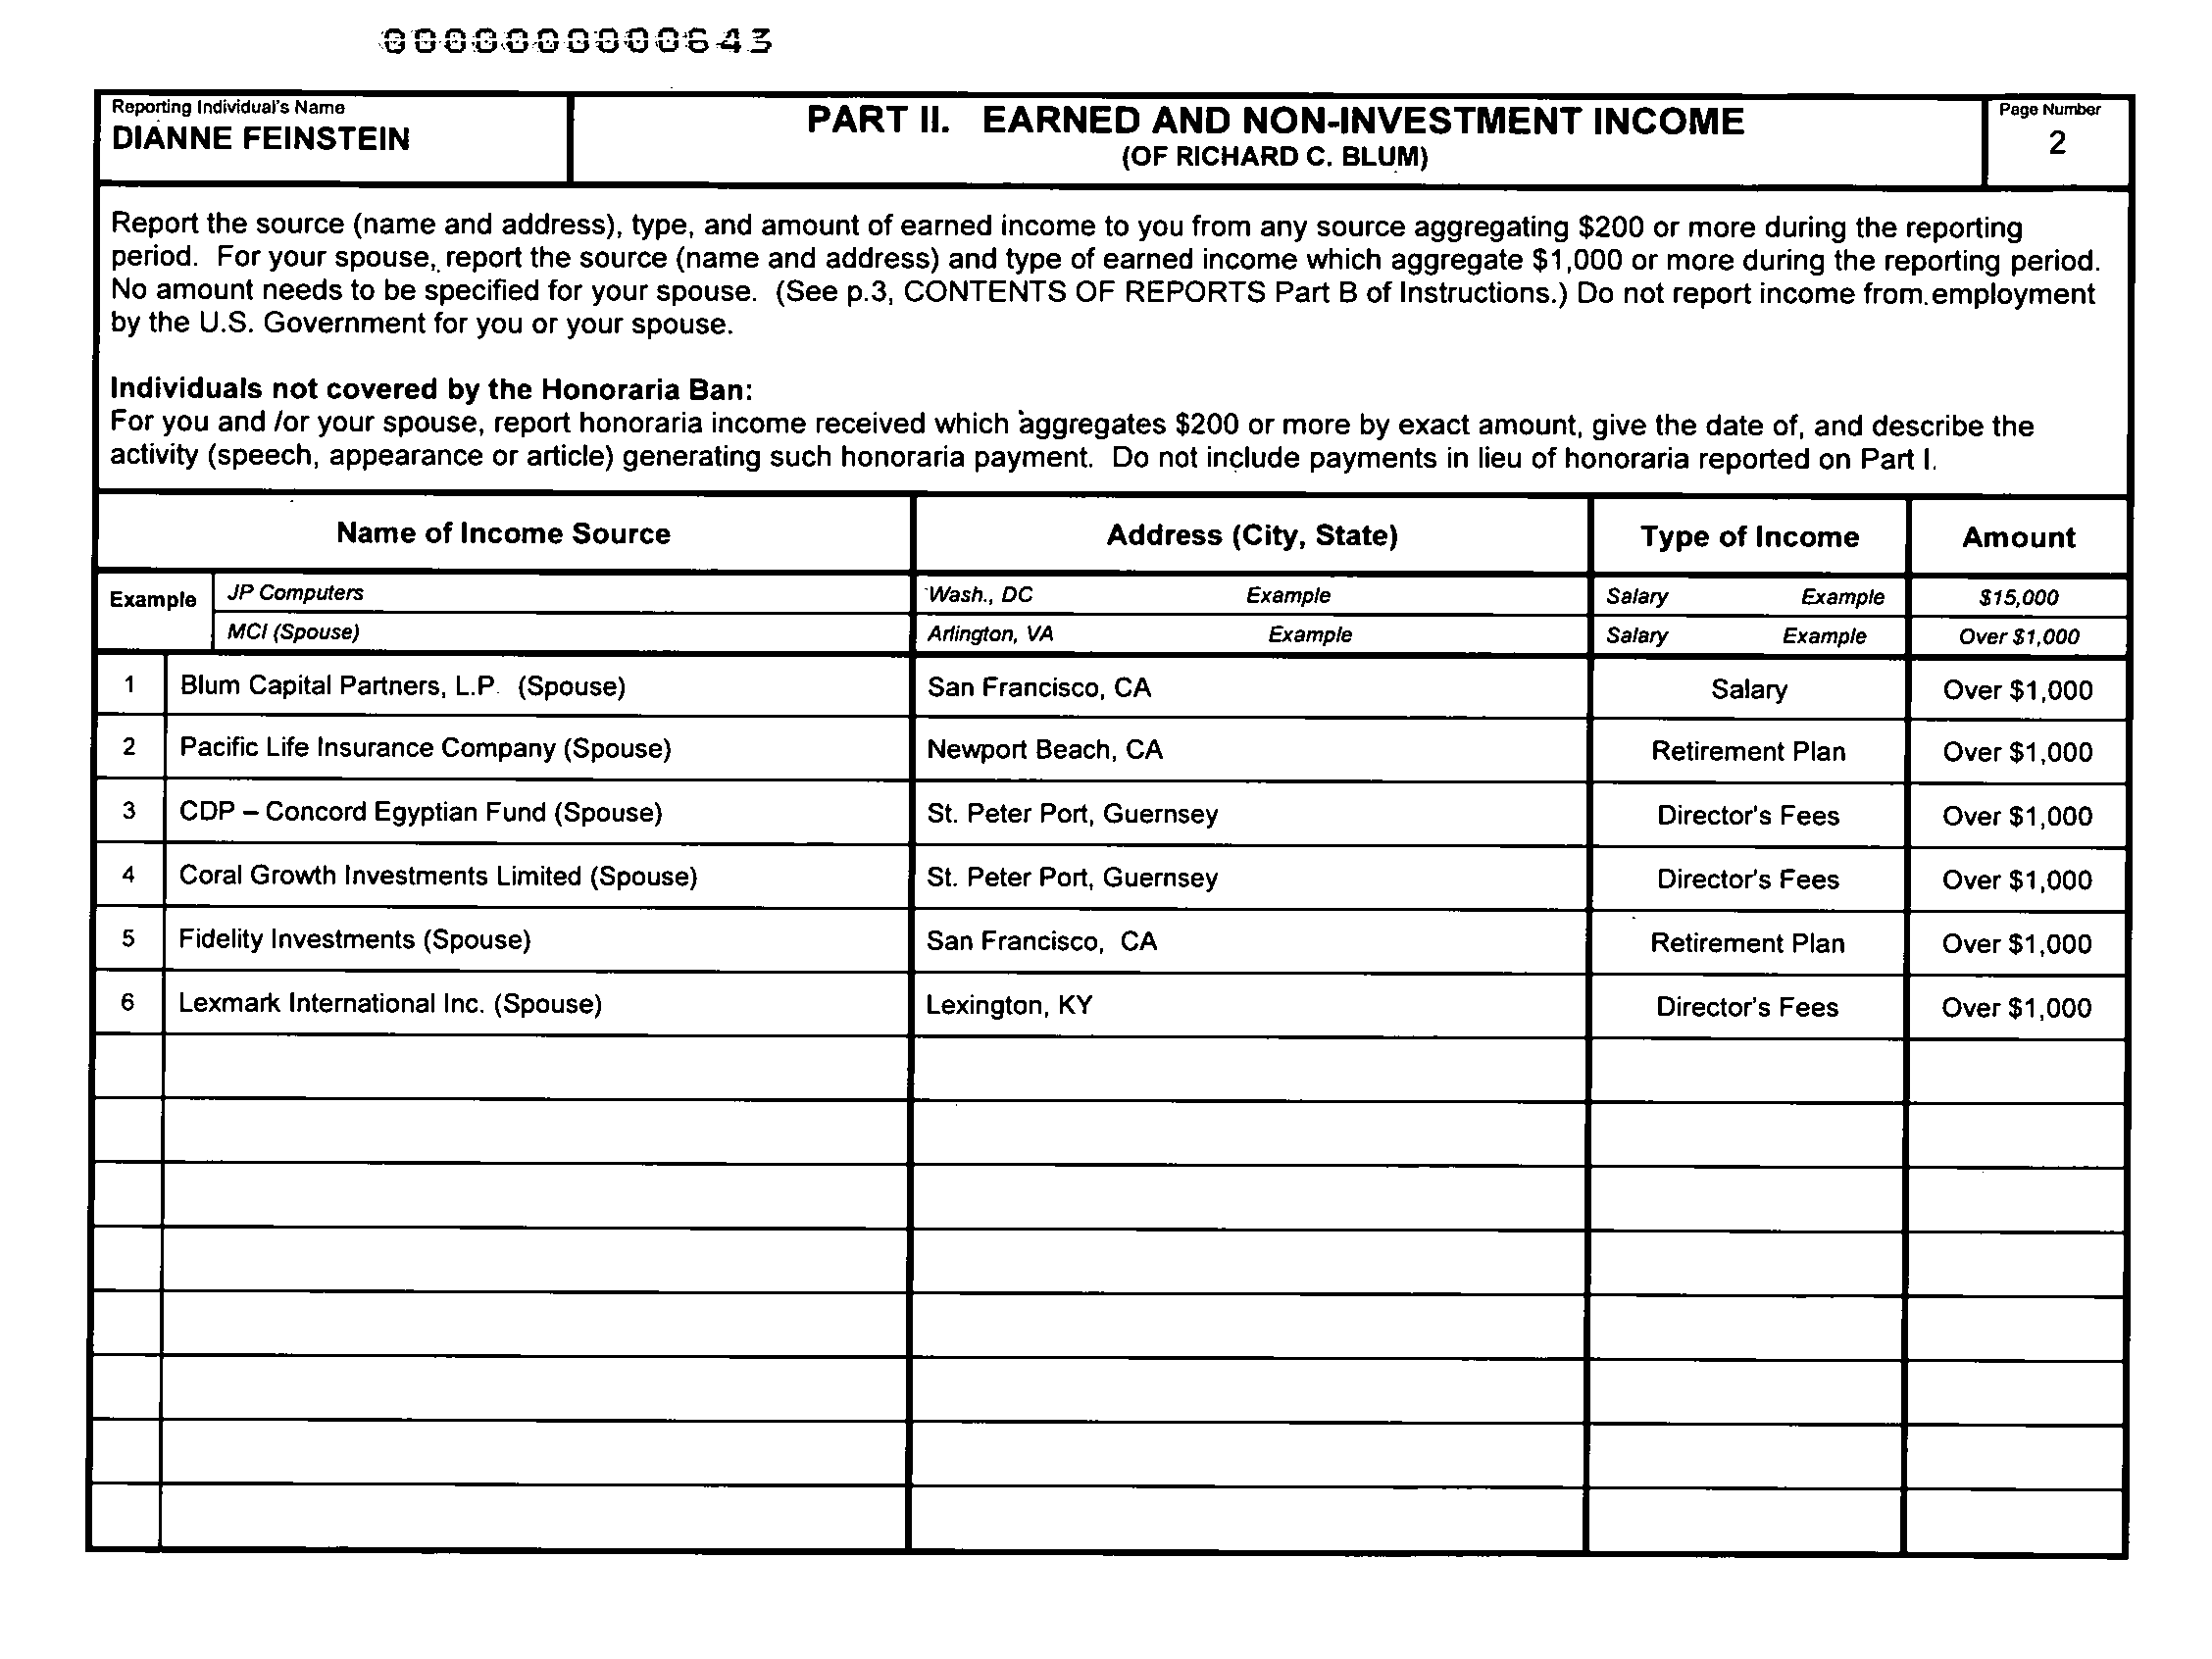 0000000000643
Reporting Individual's Name
DIANNE FEINSTEIN
PART II. EARNED AND NON-INVESTMENT INCOME
(OF RICHARD C. BLUM)
Page Number
2
Report the source (name and address), type, and amount of earned income to you from any source aggregating $200 or more during the reporting
period. For your spouse, report the source (name and address) and type of earned income which aggregate $1,000 or more during the reporting period.
No amount needs to be specified for your spouse. (See p.3, CONTENTS OF REPORTS Part B of Instructions.) Do not report income from employment
by the U.S. Government for you or your spouse.
Individuals not covered by the Honoraria Ban:
For you and /or your spouse, report honoraria income received which aggregates $200 or more by exact amount, give the date of, and describe the
activity (speech, appearance or article) generating such honoraria payment. Do not include payments in lieu of honoraria reported on Part I.
Name of Income Source Address (City, State) Type of Income Amount
Example JP Computers Wash., DC Example Salary Example $15,000
MCI (Spouse) Arlington, VA Example Salary Example Over $1,000
1 Blum Capital Partners, L.P. (Spouse) San Francisco, CA Salary Over $1,000
2 Pacific Life Insurance Company (Spouse) Newport Beach, CA Retirement Plan Over $1,000
3 CDP – Concord Egyptian Fund (Spouse) St. Peter Port, Guernsey Director's Fees Over $1,000
4 Coral Growth Investments Limited (Spouse) St. Peter Port, Guernsey Director's Fees Over $1,000
5 Fidelity Investments (Spouse) San Francisco, CA Retirement Plan Over $1,000
6 Lexmark International Inc. (Spouse) Lexington, KY Director's Fees Over $1,000